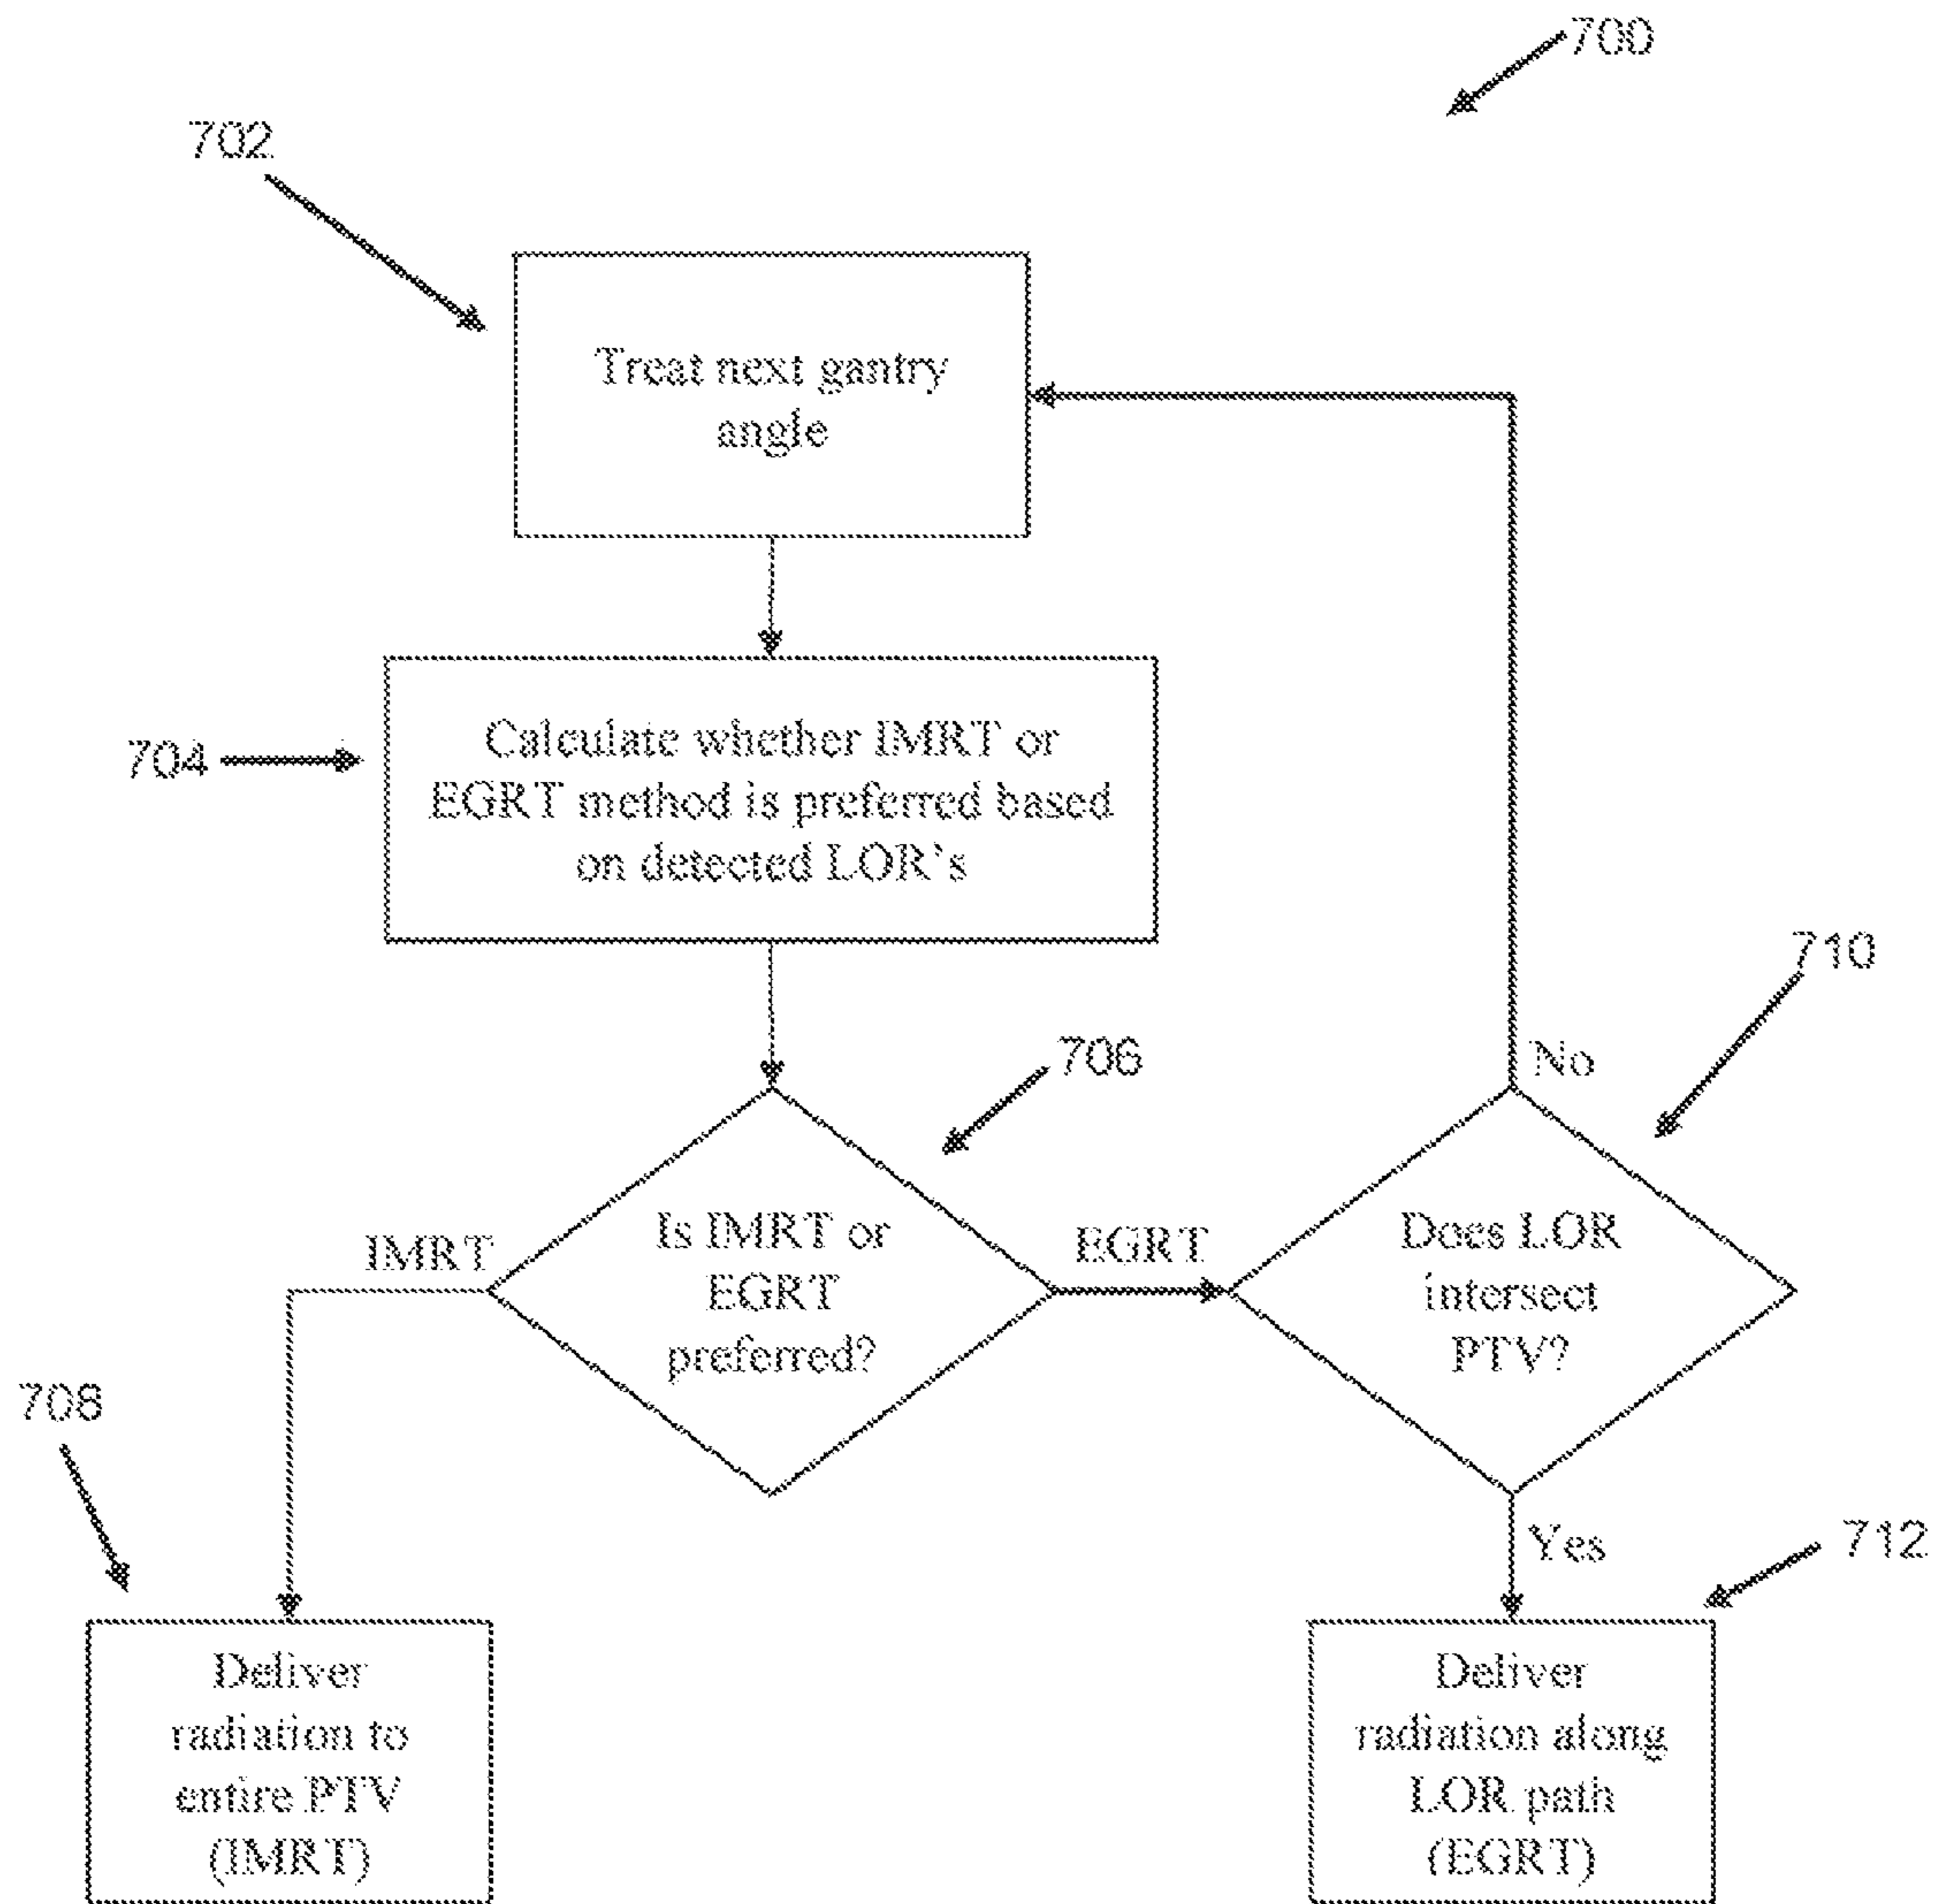 700
702
Treat next gantry
angle
704
Calculate whether IMRT or
EGRT method is preferred based
on detected LOR's
710
706
No
IMRT
Is IMRT or
EGRT
preferred?
EGRT
Does LOR
intersect
PTV?
708
Yes
712
Deliver
radiation to
entire PTV
(IMRT)
Deliver
radiation along
LOR path
(EGRT)